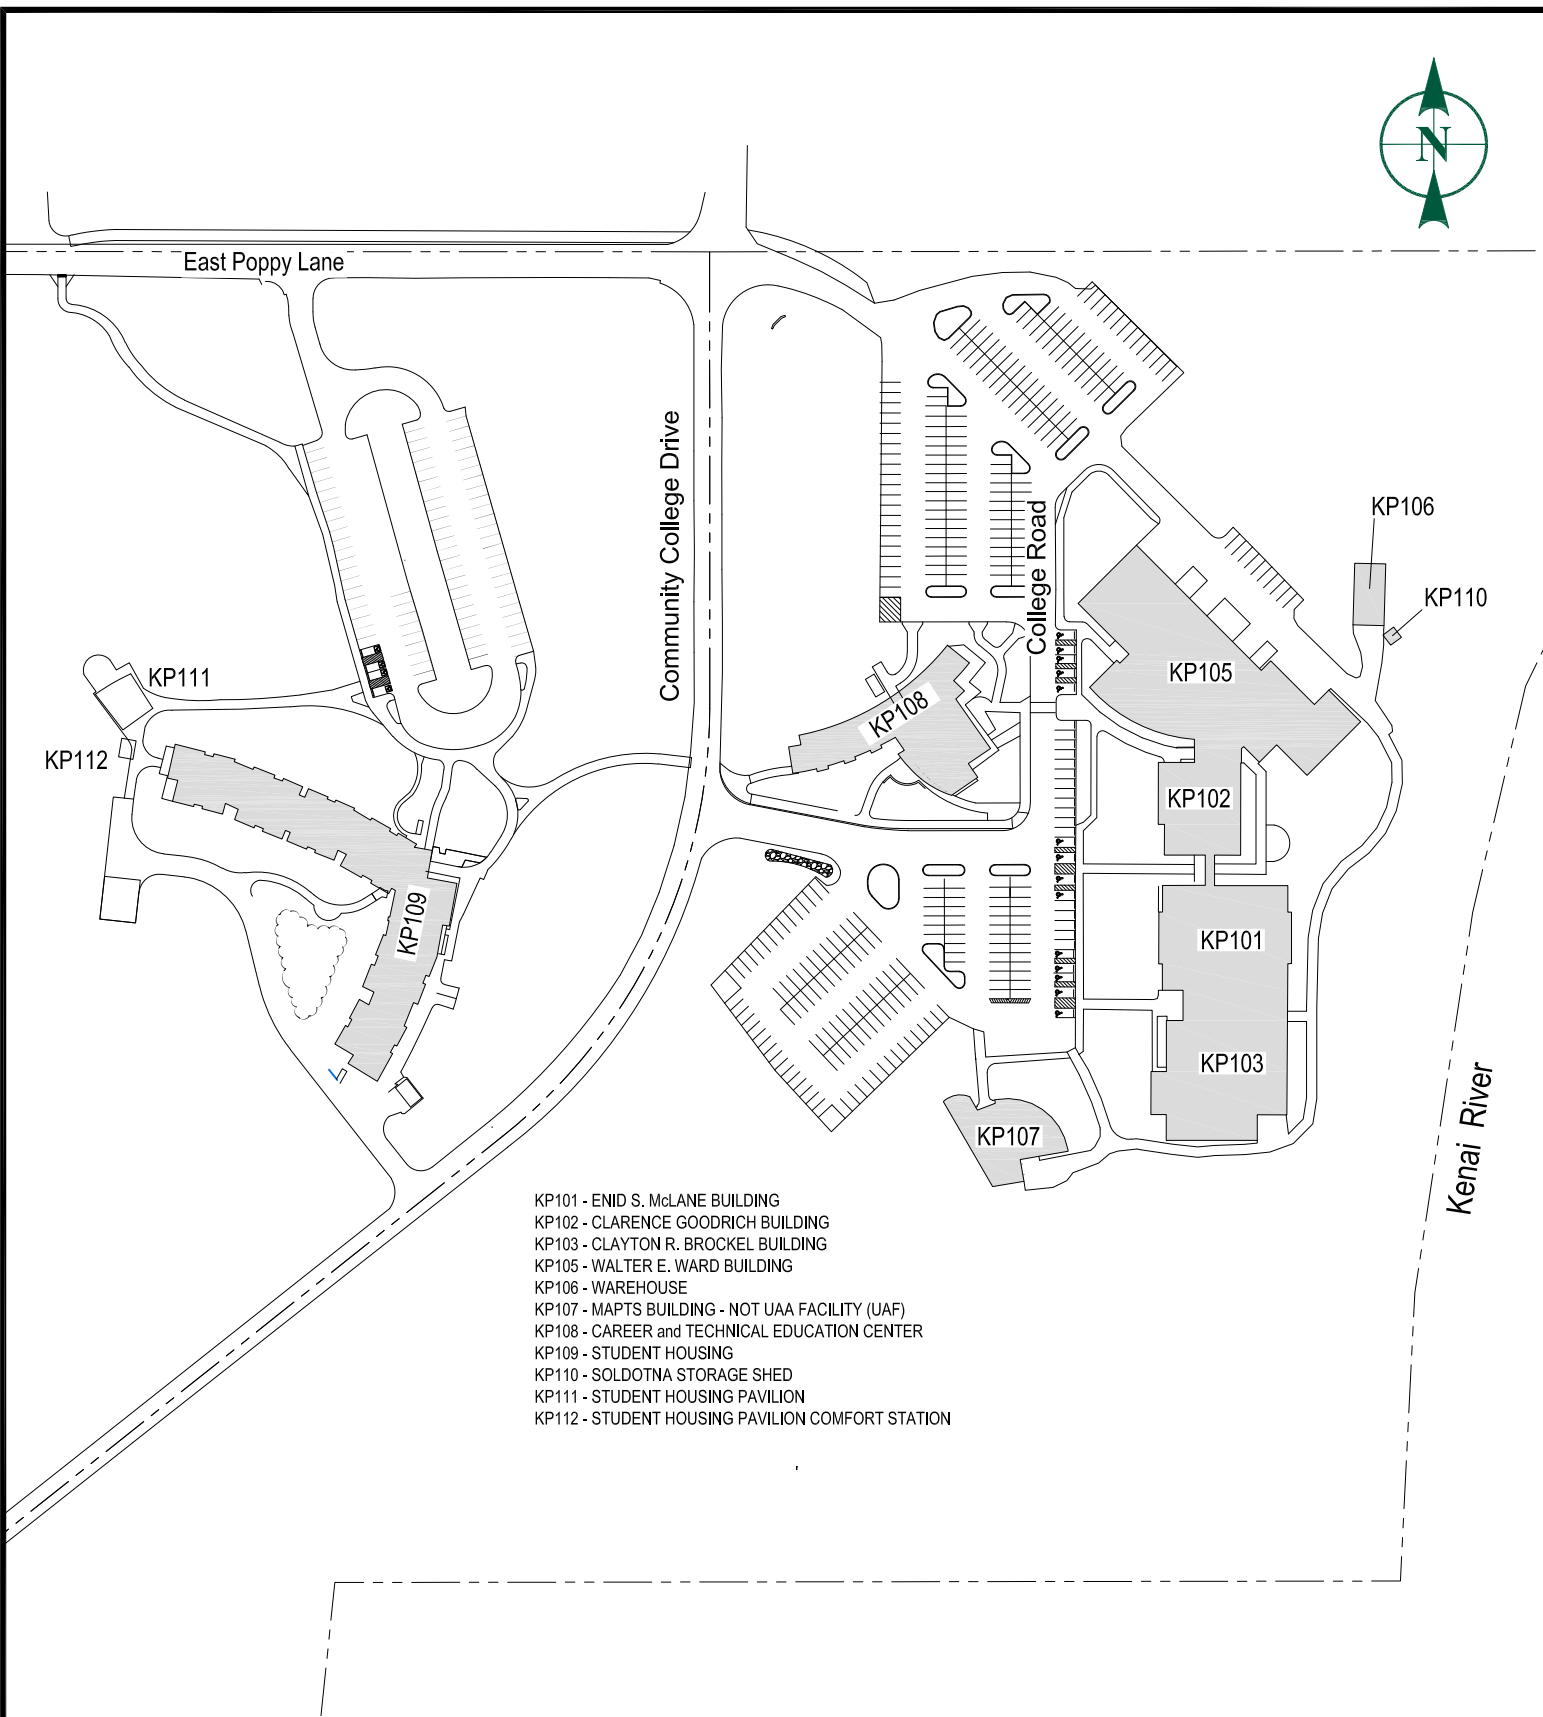 N
East Poppy Lane
Community College Drive
College Road
KP106
KP110
KP105
KP111
KP108
KP112
KP102
KP109
KP101
KP103
KP107
Kenai River
KP101 - ENID S. McLANE BUILDING
KP102 - CLARENCE GOODRICH BUILDING
KP103 - CLAYTON R. BROCKEL BUILDING
KP105 - WALTER E. WARD BUILDING
KP106 - WAREHOUSE
KP107 - MAPTS BUILDING - NOT UAA FACILITY (UAF)
KP108 - CAREER and TECHNICAL EDUCATION CENTER
KP109 - STUDENT HOUSING
KP110 - SOLDOTNA STORAGE SHED
KP111 - STUDENT HOUSING PAVILION
KP112 - STUDENT HOUSING PAVILION COMFORT STATION